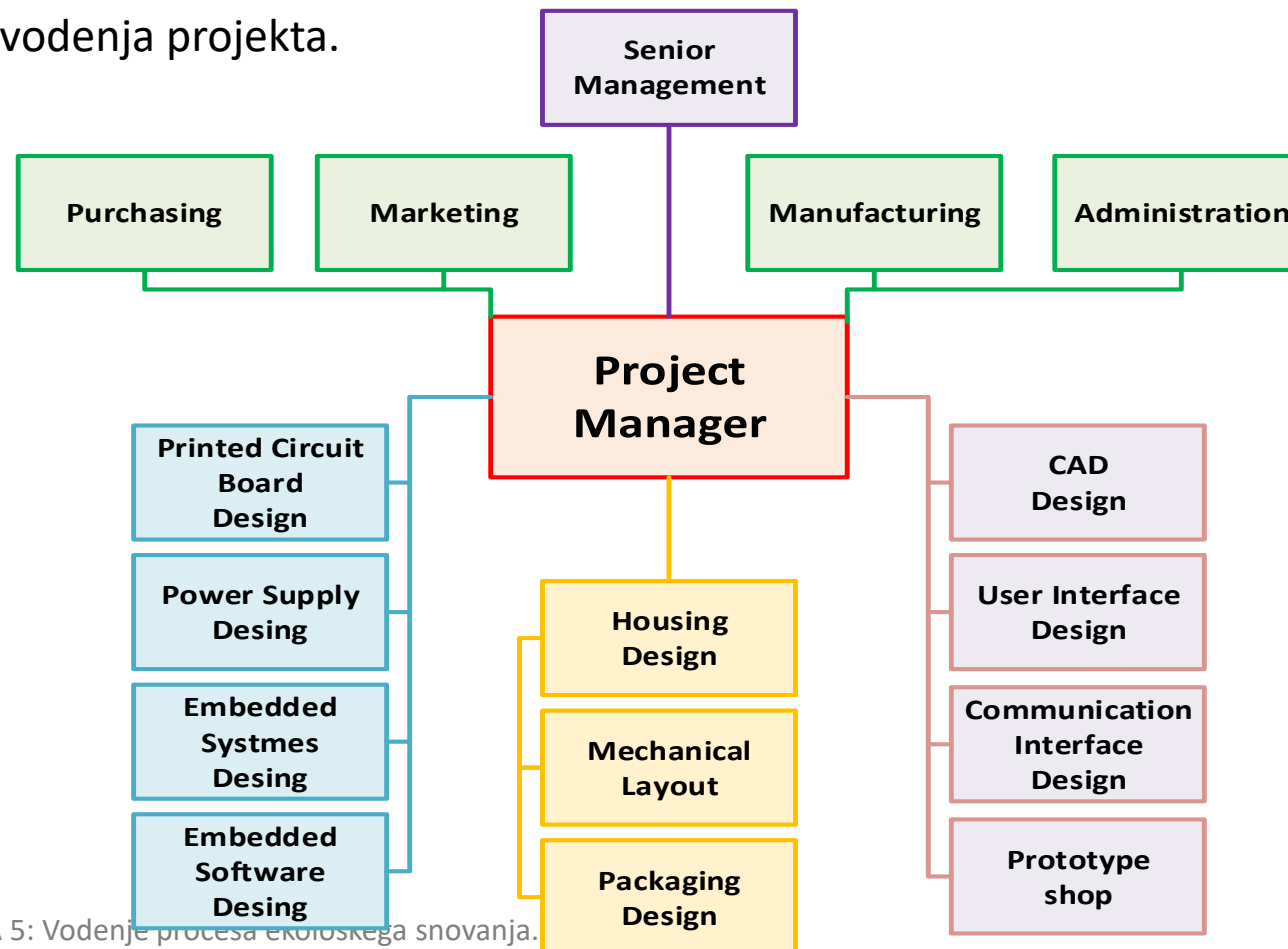 vodenja projekta.
Senior
Management
Purchasing
Marketing
Manufacturing
Administration
Project
Manager
Printed Circuit
Board
Design
Power Supply
Desing
Embedded
Systmes
Desing
Embedded
Software
Desing
Housing
Design
Mechanical
Layout
Packaging
Design
CAD
Design
User Interface
Design
Communication
Interface
Design
Prototype
shop
5: Vodenje procesa ekološkega snovanja.